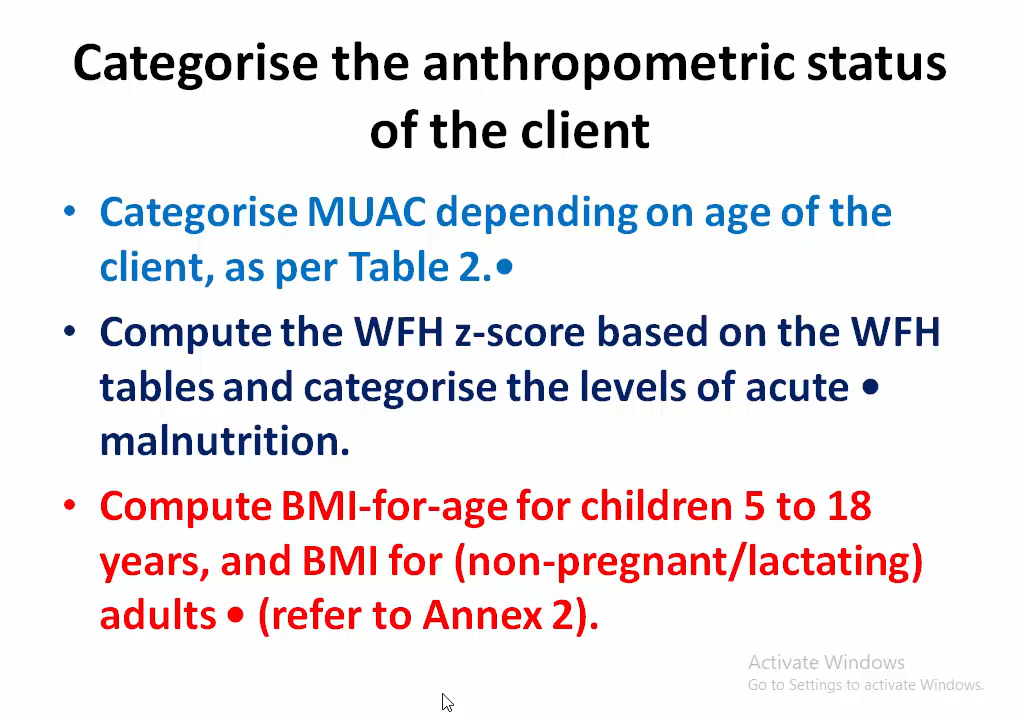 Categorise the anthropometric status
of the client
• Categorise MUAC depending on age of the
client, as per Table 2.•
• Compute the WFH z-score based on the WFH
tables and categorise the levels of acute •
malnutrition.
• Compute BMI-for-age for children 5 to 18
years, and BMI for (non-pregnant/lactating)
adults • (refer to Annex 2).
Activate Windows
Go to Settings to activate Windows.